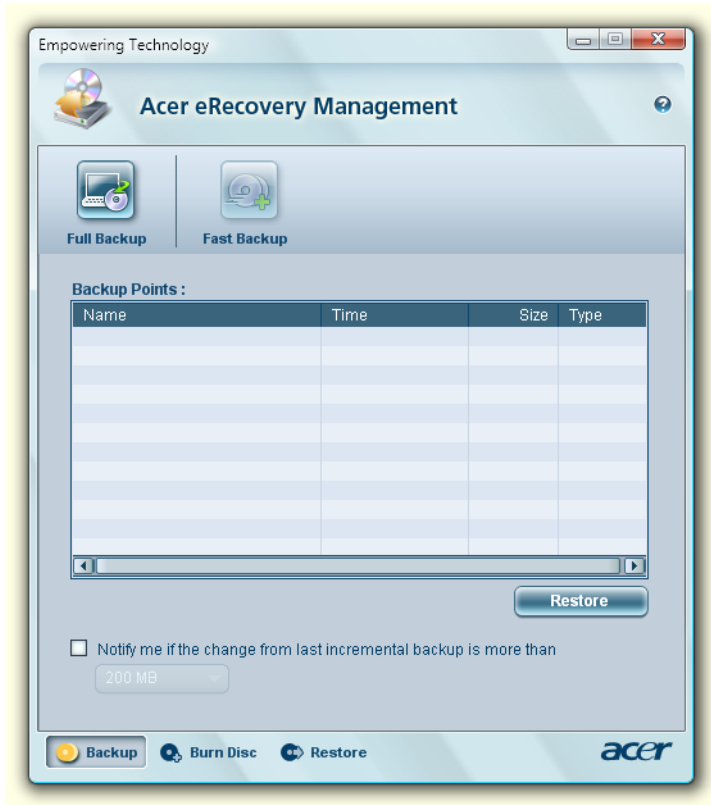 Empowering Technology
Acer eRecovery Management
Full Backup
Fast Backup
Backup Points :
Name Time Size Type
Restore
Notify me if the change from last incremental backup is more than
200 MB
Backup Burn Disc Restore acer